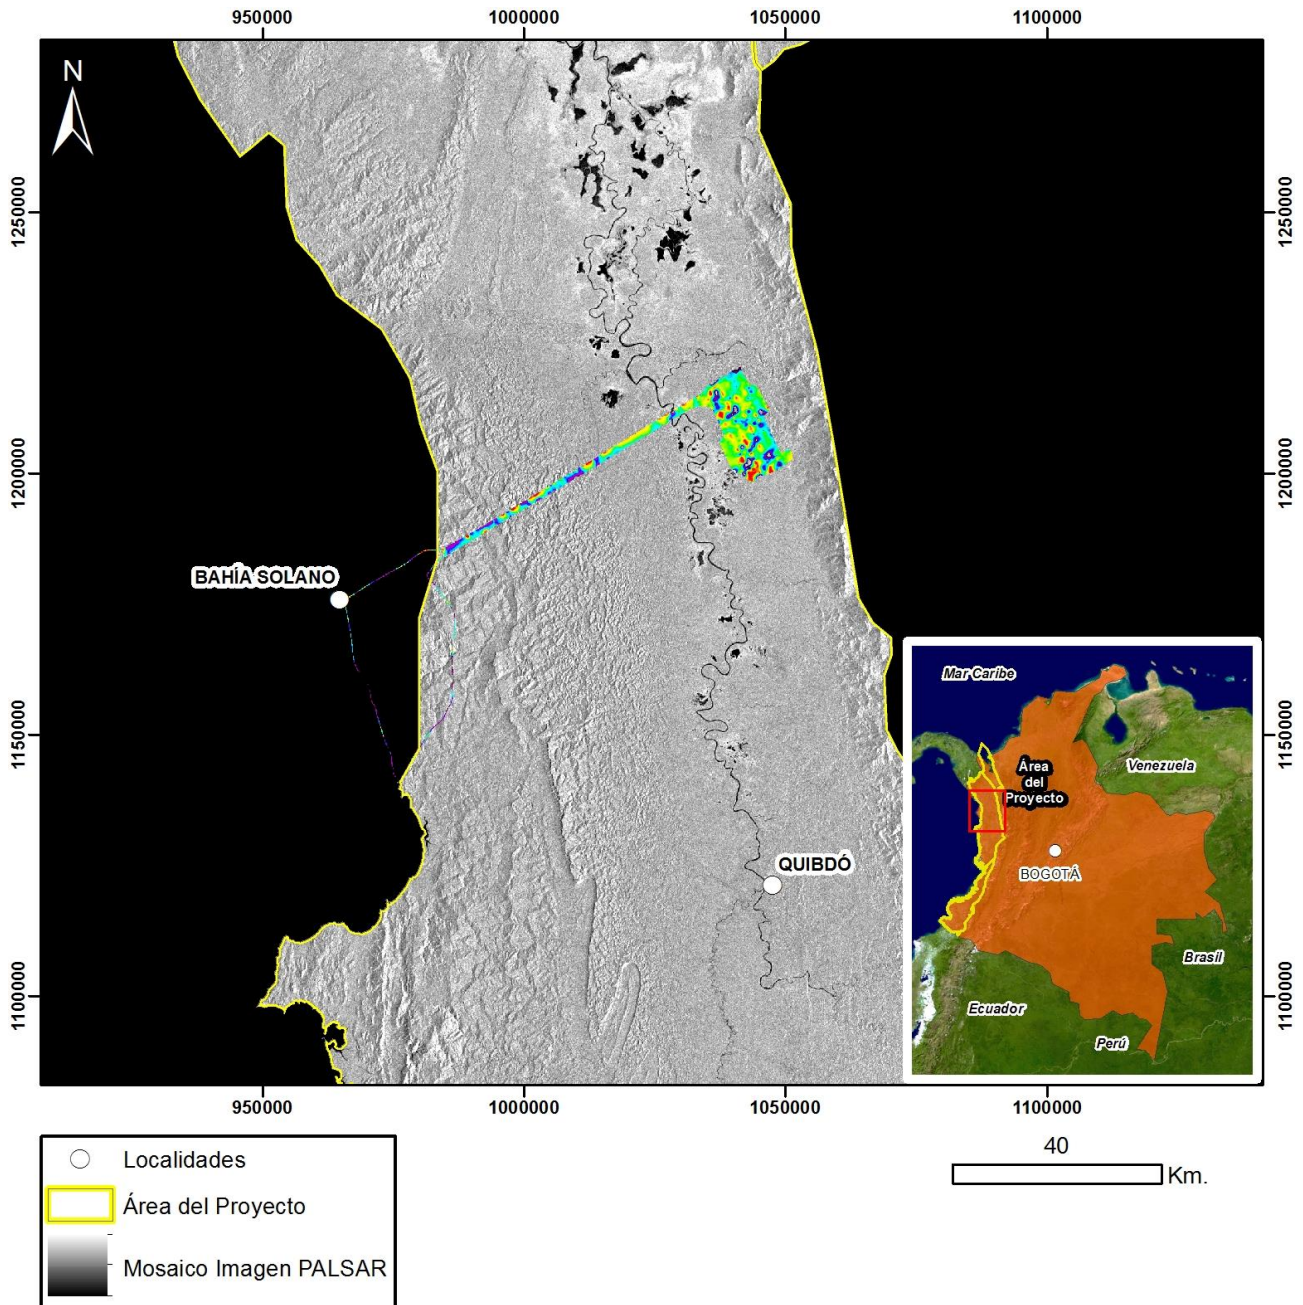 950000
1000000
1050000
1100000
N
1250000
1250000
1200000
1200000
BAHÍA SOLANO
1150000
1150000
QUIBDÓ
1100000
1100000
Mar Caribe
Venezuela
Área
del
Proyecto
BOGOTÁ
Brasil
Ecuador
Perú
950000
1000000
1050000
1100000
Localidades
Área del Proyecto
Mosaico Imagen PALSAR
40
Km.